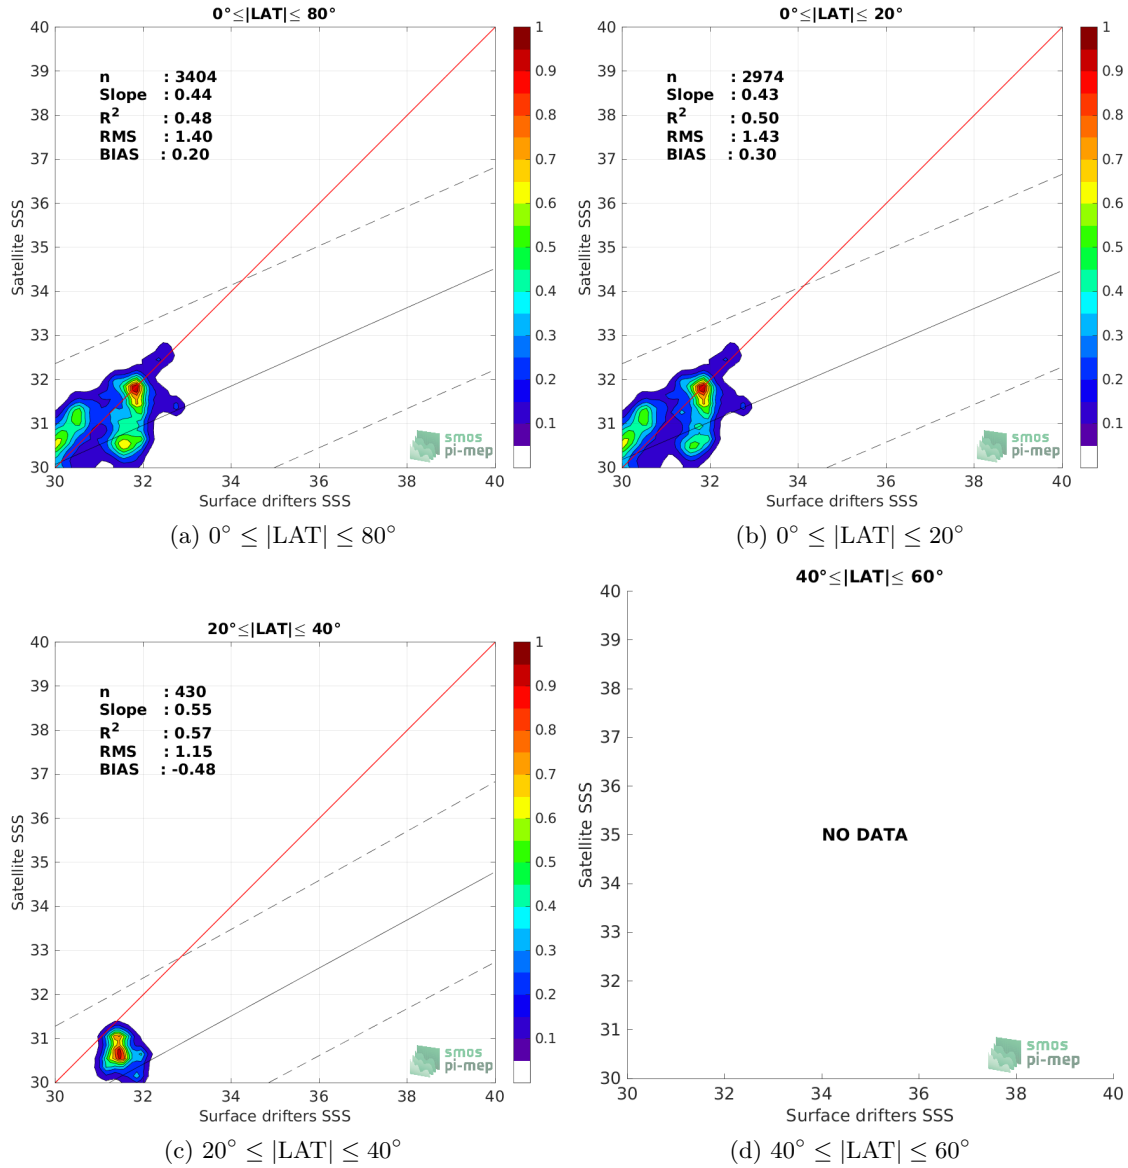 0°≤|LAT|≤ 80°
40
39
38
37
36
35
34
33
32
31
30
30
32
34
36
38
40
Satellite SSS
Surface drifters SSS
n : 3404
Slope : 0.44
R² : 0.48
RMS : 1.40
BIAS : 0.20
1
0.9
0.8
0.7
0.6
0.5
0.4
0.3
0.2
0.1
smos
pi-mep
(a) 0° ≤ |LAT| ≤ 80°
0°≤|LAT|≤ 20°
40
39
38
37
36
35
34
33
32
31
30
30
32
34
36
38
40
Satellite SSS
Surface drifters SSS
n : 2974
Slope : 0.43
R² : 0.50
RMS : 1.43
BIAS : 0.30
1
0.9
0.8
0.7
0.6
0.5
0.4
0.3
0.2
0.1
smos
pi-mep
(b) 0° ≤ |LAT| ≤ 20°
20°≤|LAT|≤ 40°
40
39
38
37
36
35
34
33
32
31
30
30
32
34
36
38
40
Satellite SSS
Surface drifters SSS
n : 430
Slope : 0.55
R² : 0.57
RMS : 1.15
BIAS : -0.48
1
0.9
0.8
0.7
0.6
0.5
0.4
0.3
0.2
0.1
smos
pi-mep
(c) 20° ≤ |LAT| ≤ 40°
40°≤|LAT|≤ 60°
40
39
38
37
36
35
34
33
32
31
30
30
32
34
36
38
40
Satellite SSS
Surface drifters SSS
NO DATA
smos
pi-mep
(d) 40° ≤ |LAT| ≤ 60°